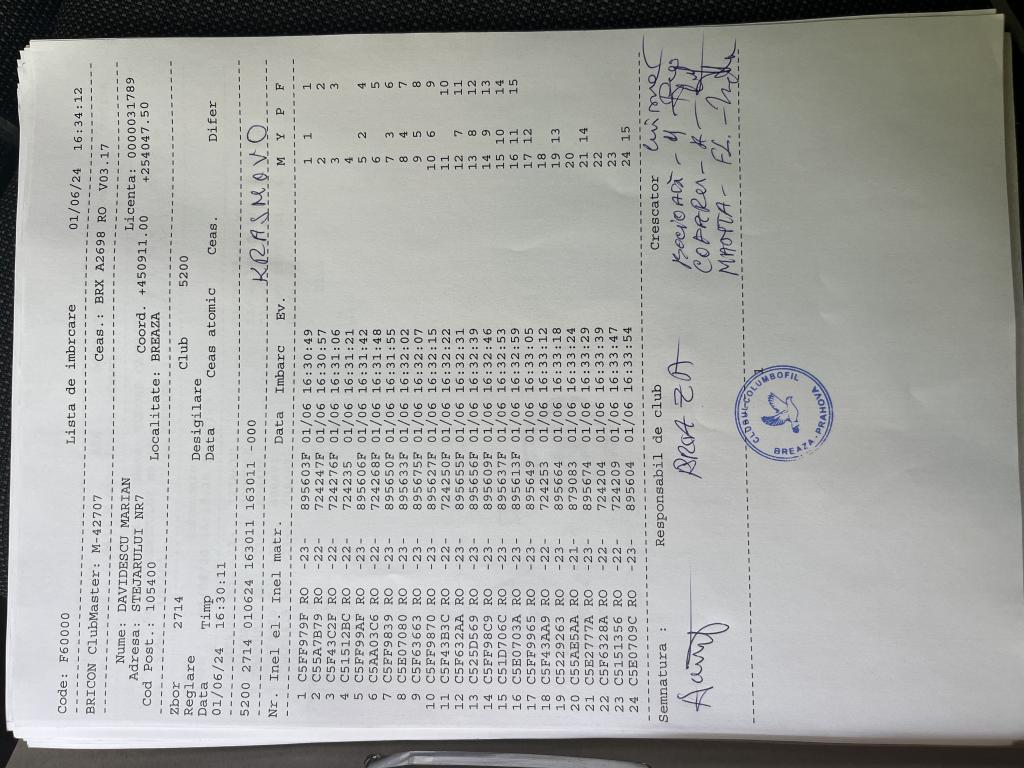 Code: F60000 Lista de imbrcare 01/06/24 16:34:12
BRICON ClubMaster: M-42707 Ceas.: BRX A2698 RO V03.17
Nume: DAVIDESCU MARIAN Licenta: 0000031789
Adresa: STEJARULUI NR7 Coord. +450911.00 +254047.50
Cod Post.: 105400 Localitate: BREAZA
Zbor 2714 Club 5200
Reglare Desigilare
Data Timp Data Ceas atomic Ceas. Difer
01/06/24 16:30:11
5200 2714 010624 163011 163011 -000 KRASNOVO
Nr. Inel el. Inel matr. Data Imbarc Ev. M Y P F
1 C5FF979F RO -23- 895603F 01/06 16:30:49 1 1 1
2 C55A7B79 RO -22- 724247F 01/06 16:30:57 2 2
3 C5F43C2F RO -22- 724276F 01/06 16:31:06 3 3
4 C51512BC RO -22- 724235 01/06 16:31:21 4
5 C5FF99AF RO -23- 895606F 01/06 16:31:42 5 2 4
6 C5AA03C6 RO -22- 724268F 01/06 16:31:48 6 5
7 C5FF9839 RO -23- 895650F 01/06 16:31:55 7 3 6
8 C5E07080 RO -23- 895633F 01/06 16:32:02 8 4 7
9 C5F63663 RO -23- 895675F 01/06 16:32:07 9 5 8
10 C5FF9870 RO -23- 895627F 01/06 16:32:15 10 6 9
11 C5F43B3C RO -22- 724250F 01/06 16:32:22 11 10
12 C5F632AA RO -23- 895655F 01/06 16:32:31 12 7 11
13 C522D569 RO -23- 895656F 01/06 16:32:39 13 8 12
14 C5FF98C9 RO -23- 895609F 01/06 16:32:46 14 9 13
15 C51D706C RO -23- 895637F 01/06 16:32:53 15 10 14
16 C5E0703A RO -23- 895613F 01/06 16:32:59 16 11 15
17 C5FF9965 RO -23- 895649 01/06 16:33:05 17 12
18 C5F43AA9 RO -22- 724253 01/06 16:33:12 18
19 C5229263 RO -23- 895664 01/06 16:33:18 19 13
20 C55AE5AA RO -21- 879083 01/06 16:33:24 20
21 C5E2777A RO -23- 895674 01/06 16:33:29 21 14
22 C5F6328A RO -22- 724204 01/06 16:33:39 22
23 C5151356 RO -22- 724209 01/06 16:33:47 23
24 C5E0709C RO -23- 895604 01/06 16:33:54 24 15
Semnatura : Responsabil de club Crescator
CLUBUL COLUMBOFIL
BREAZA - PRAHOVA